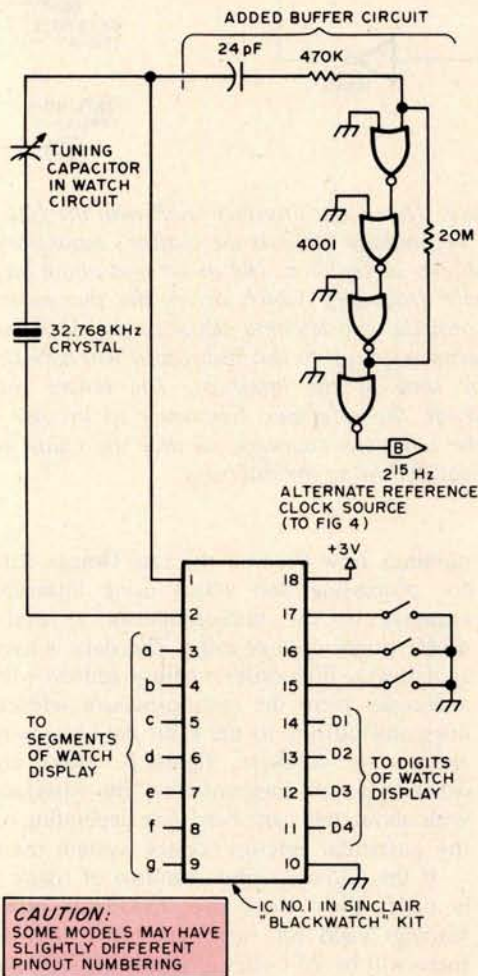 ADDED BUFFER CIRCUIT
24pF
470K
TUNING
CAPACITOR
IN WATCH
CIRCUIT
20M
4001
32.768 KHz
CRYSTAL
B
2¹⁵ Hz
ALTERNATE REFERENCE
CLOCK SOURCE
(TO FIG 4)
+3V
1
18
2
17
a
3
16
b
4
15
c
5
14
D1
d
6
13
D2
e
7
12
D3
f
8
11
D4
g
9
10
TO
SEGMENTS
OF WATCH
DISPLAY
TO DIGITS
OF WATCH
DISPLAY
IC NO.1 IN SINCLAIR
"BLACKWATCH" KIT
CAUTION:
SOME MODELS MAY HAVE
SLIGHTLY DIFFERENT
PINOUT NUMBERING